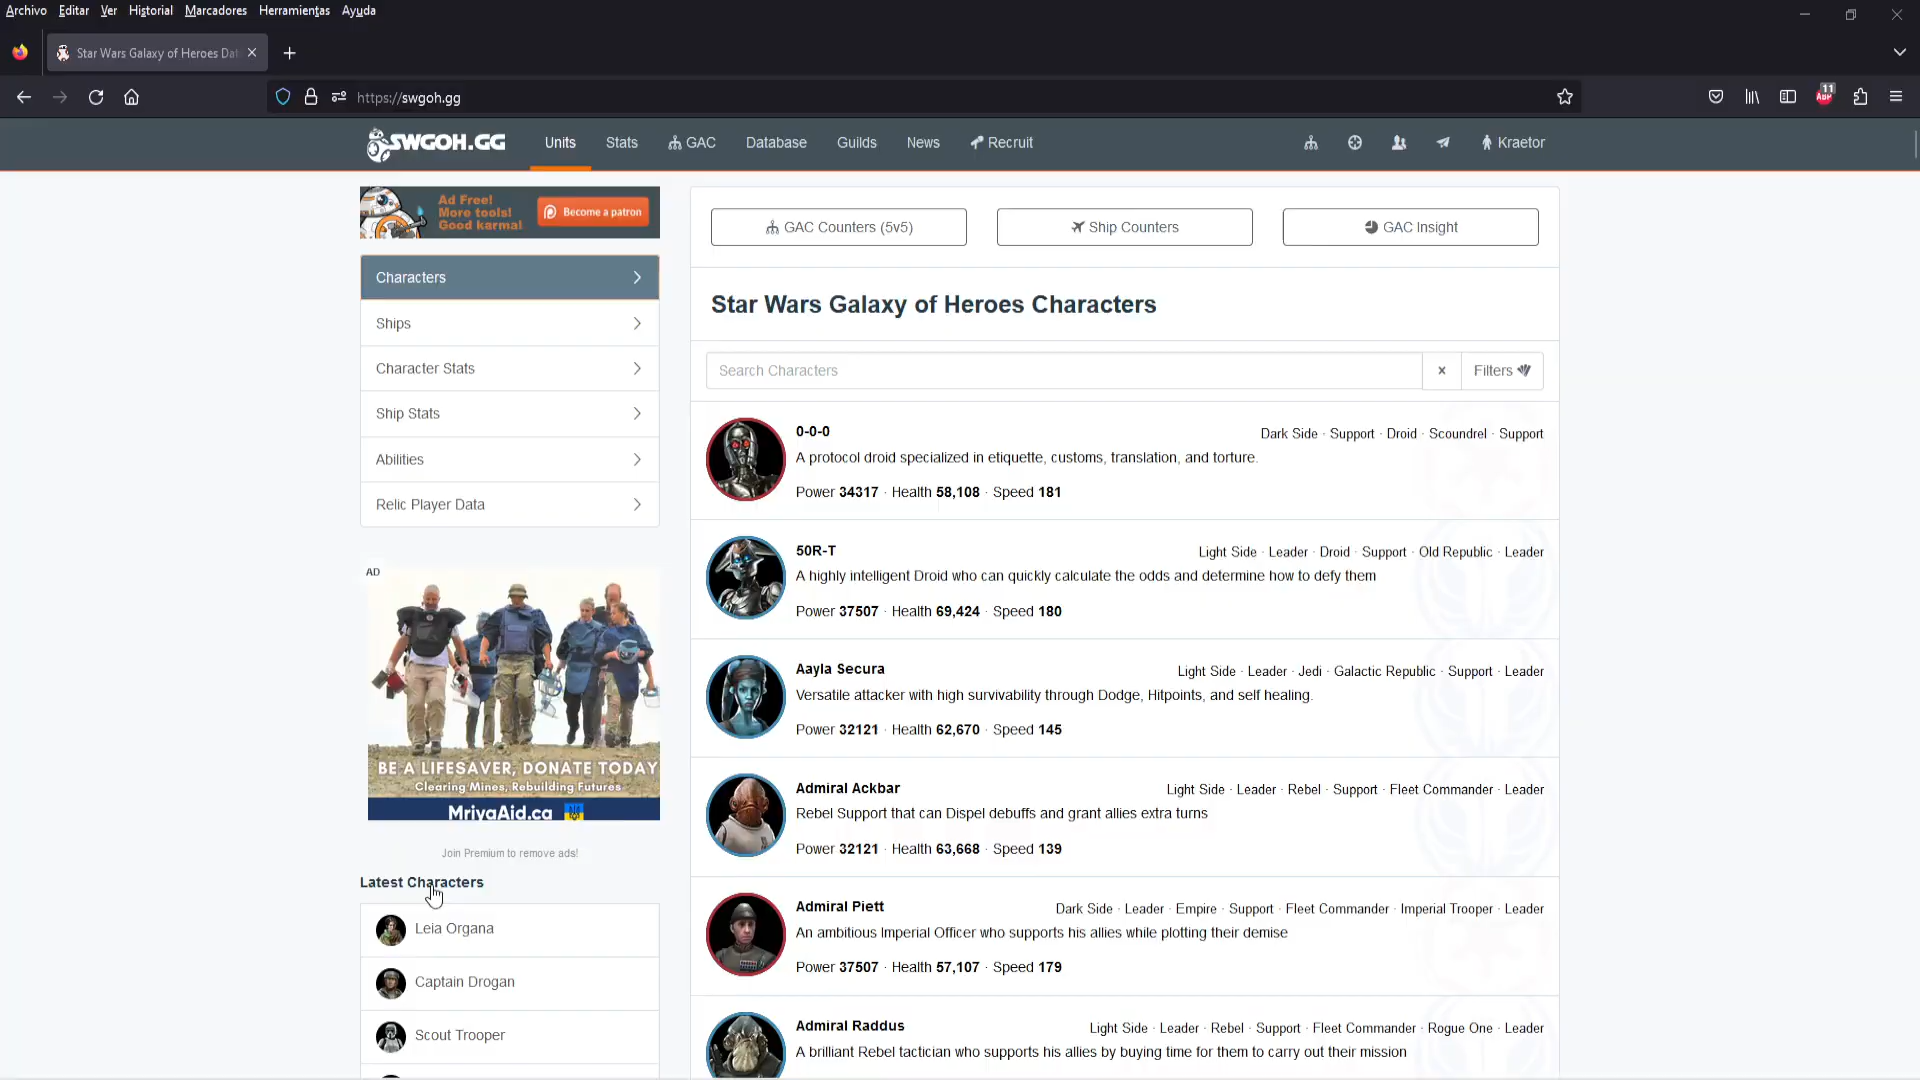 Archivo Editar Ver Historial Marcadores Herramientas Ayuda
Star Wars Galaxy of Heroes Dat
https://swgoh.gg
11
ABP
SWGOH.GG Units Stats GAC Database Guilds News Recruit Kraetor
Ad Free!
More tools!
Good karma!
Become a patron
Characters
Ships
Character Stats
Ship Stats
Abilities
Relic Player Data
AD
BE A LIFESAVER, DONATE TODAY
Clearing Mines, Rebuilding Futures
MriyaAid.ca
Join Premium to remove ads!
Latest Characters
Leia Organa
Captain Drogan
Scout Trooper
GAC Counters (5v5) Ship Counters GAC Insight
Star Wars Galaxy of Heroes Characters
Search Characters x Filters
0-0-0 Dark Side · Support · Droid · Scoundrel · Support
A protocol droid specialized in etiquette, customs, translation, and torture.
Power 34317 · Health 58,108 · Speed 181
50R-T Light Side · Leader · Droid · Support · Old Republic · Leader
A highly intelligent Droid who can quickly calculate the odds and determine how to defy them
Power 37507 · Health 69,424 · Speed 180
Aayla Secura Light Side · Leader · Jedi · Galactic Republic · Support · Leader
Versatile attacker with high survivability through Dodge, Hitpoints, and self healing.
Power 32121 · Health 62,670 · Speed 145
Admiral Ackbar Light Side · Leader · Rebel · Support · Fleet Commander · Leader
Rebel Support that can Dispel debuffs and grant allies extra turns
Power 32121 · Health 63,668 · Speed 139
Admiral Piett Dark Side · Leader · Empire · Support · Fleet Commander · Imperial Trooper · Leader
An ambitious Imperial Officer who supports his allies while plotting their demise
Power 37507 · Health 57,107 · Speed 179
Admiral Raddus Light Side · Leader · Rebel · Support · Fleet Commander · Rogue One · Leader
A brilliant Rebel tactician who supports his allies by buying time for them to carry out their mission